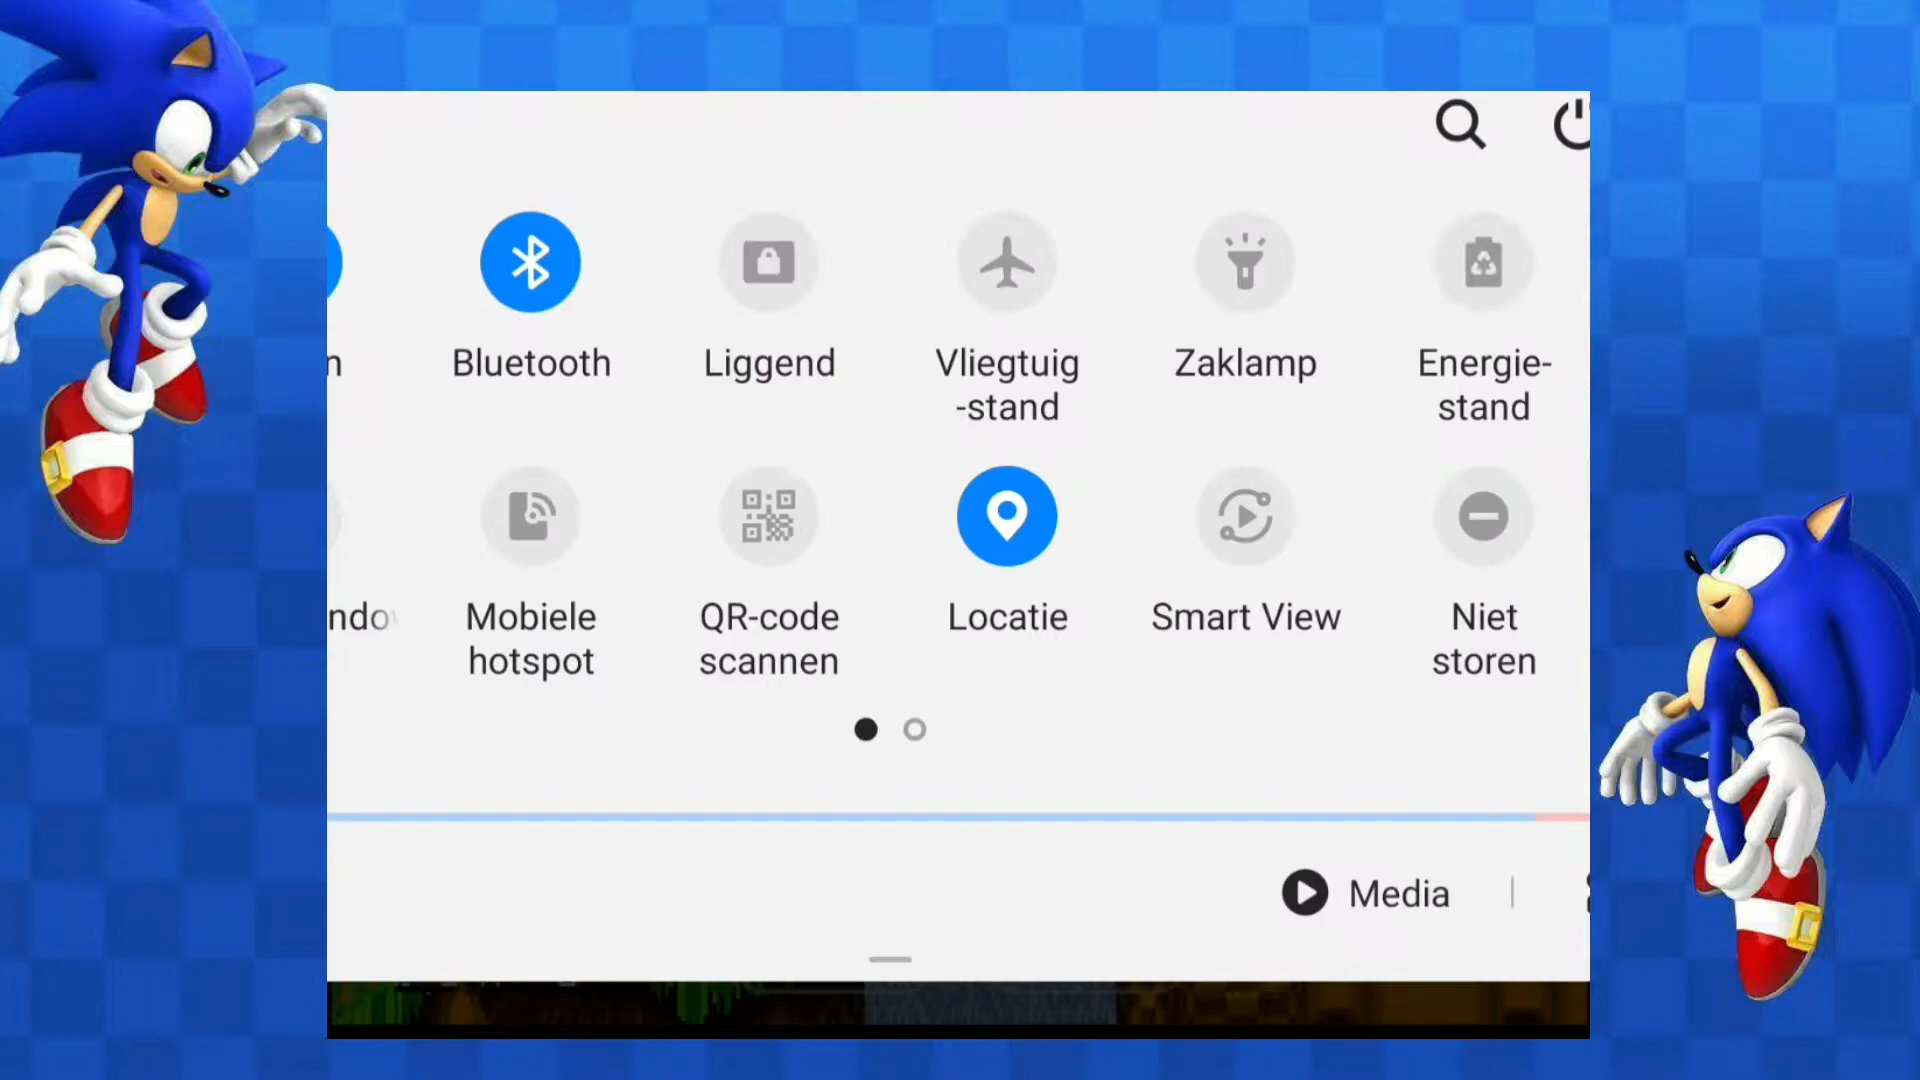 Bluetooth
Liggend
Vliegtuig
-stand
Zaklamp
Energie-
stand
Mobiele
hotspot
QR-code
scannen
Locatie
Smart View
Niet
storen
Media